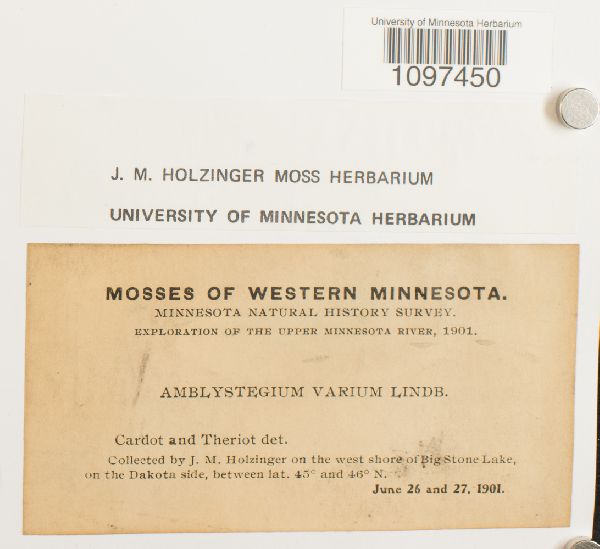 University of Minnesota Herbarium
1097450
J. M. HOLZINGER MOSS HERBARIUM
UNIVERSITY OF MINNESOTA HERBARIUM
MOSSES OF WESTERN MINNESOTA.
MINNESOTA NATURAL HISTORY SURVEY.
EXPLORATION OF THE UPPER MINNESOTA RIVER, 1901.
AMBLYSTEGIUM VARIUM LINDB.
Cardot and Theriot det.
Collected by J. M. Holzinger on the west shore of Big Stone Lake,
on the Dakota side, between lat. 45° and 46° N.
June 26 and 27, 1901.